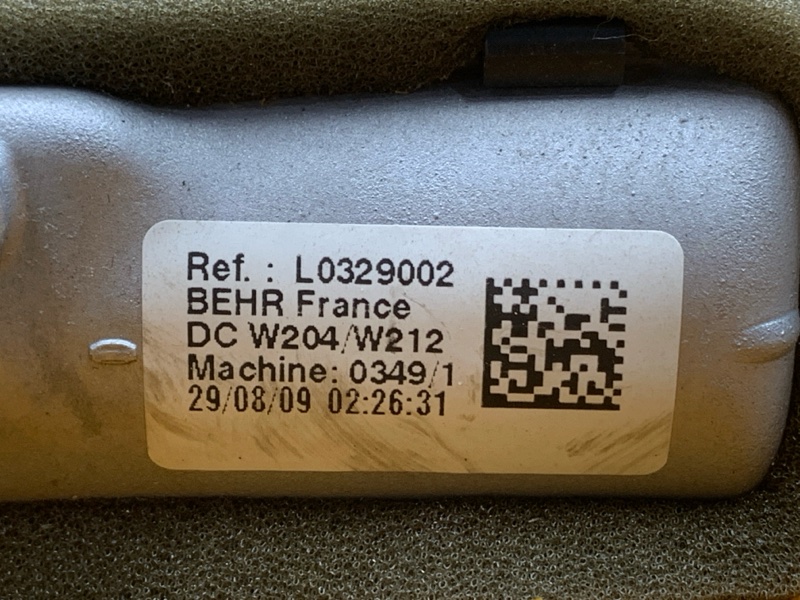 Ref. : L0329002
BEHR France
DC W204/W212
Machine: 0349/1
29/08/09 02:26:31